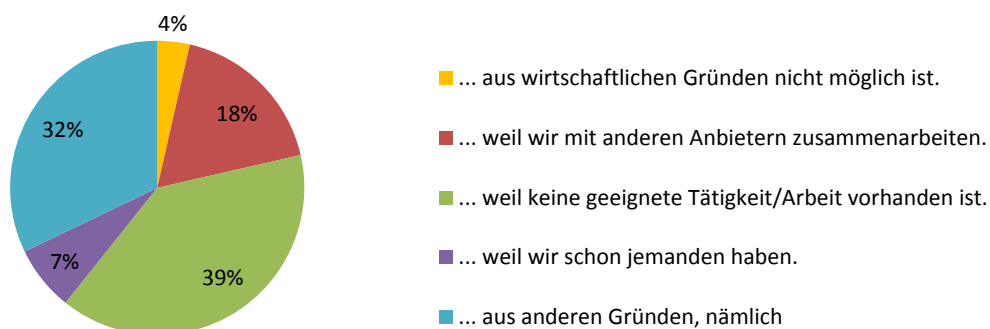 4%
... aus wirtschaftlichen Gründen nicht möglich ist.
18%
32%
... weil wir mit anderen Anbietern zusammenarbeiten.
... weil keine geeignete Tätigkeit/Arbeit vorhanden ist.
7%
... weil wir schon jemanden haben.
39%
... aus anderen Gründen, nämlich